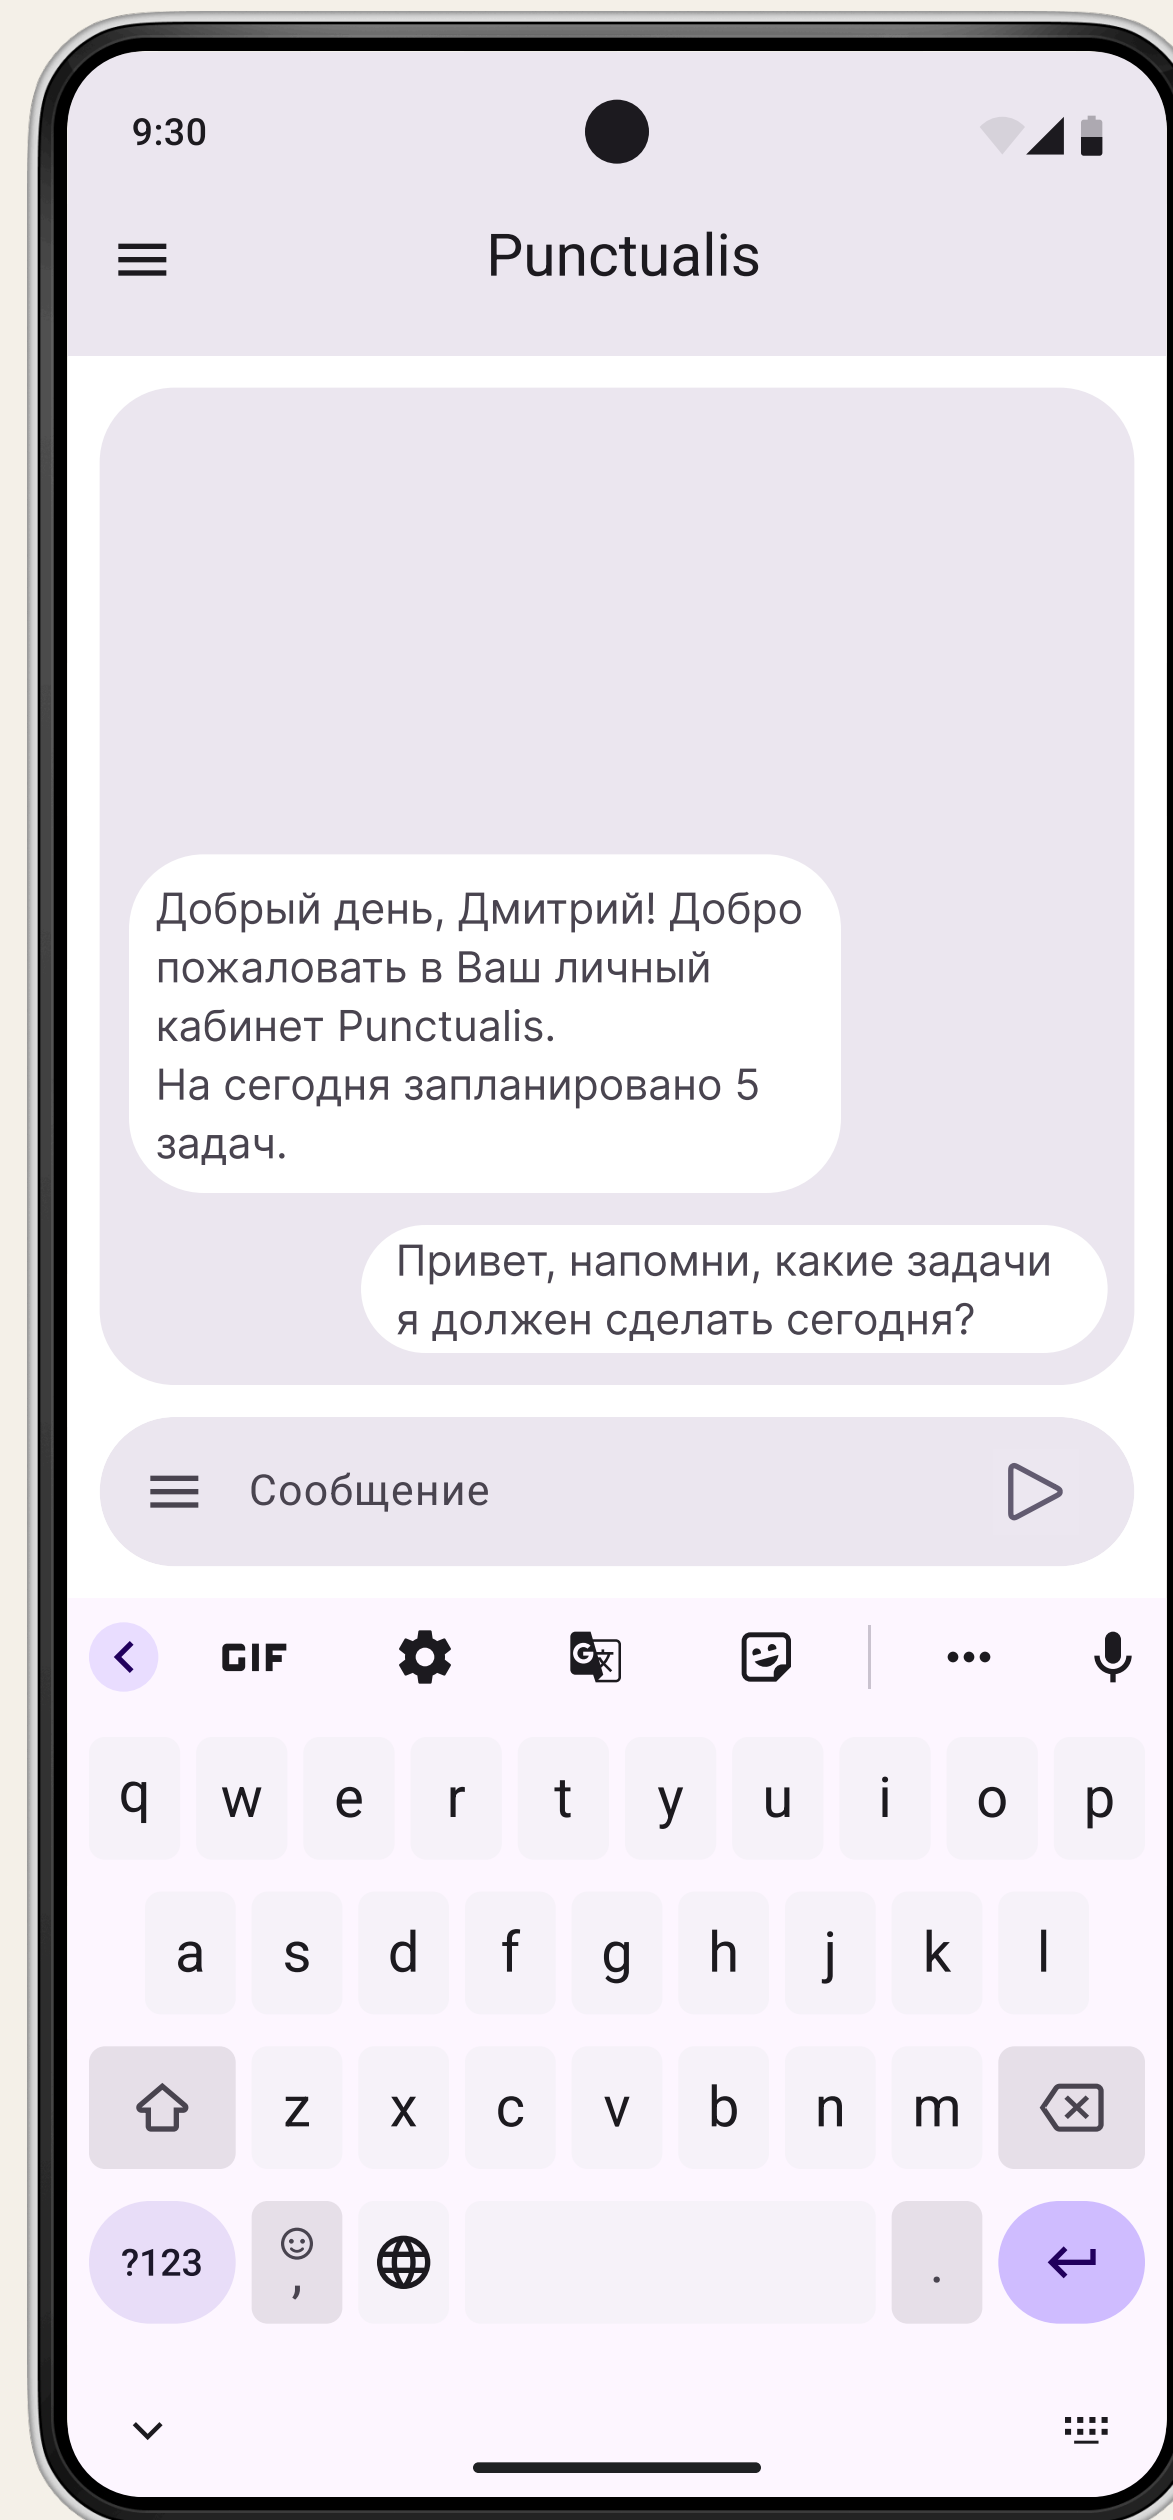 9:30
Punctualis
Добрый день, Дмитрий! Добро
пожаловать в Ваш личный
кабинет Punctualis.
На сегодня запланировано 5
задач.
Привет, напомни, какие задачи
я должен сделать сегодня?
Сообщение
GIF
q w e r t y u i o p
a s d f g h j k l
z x c v b n m
?123 , .